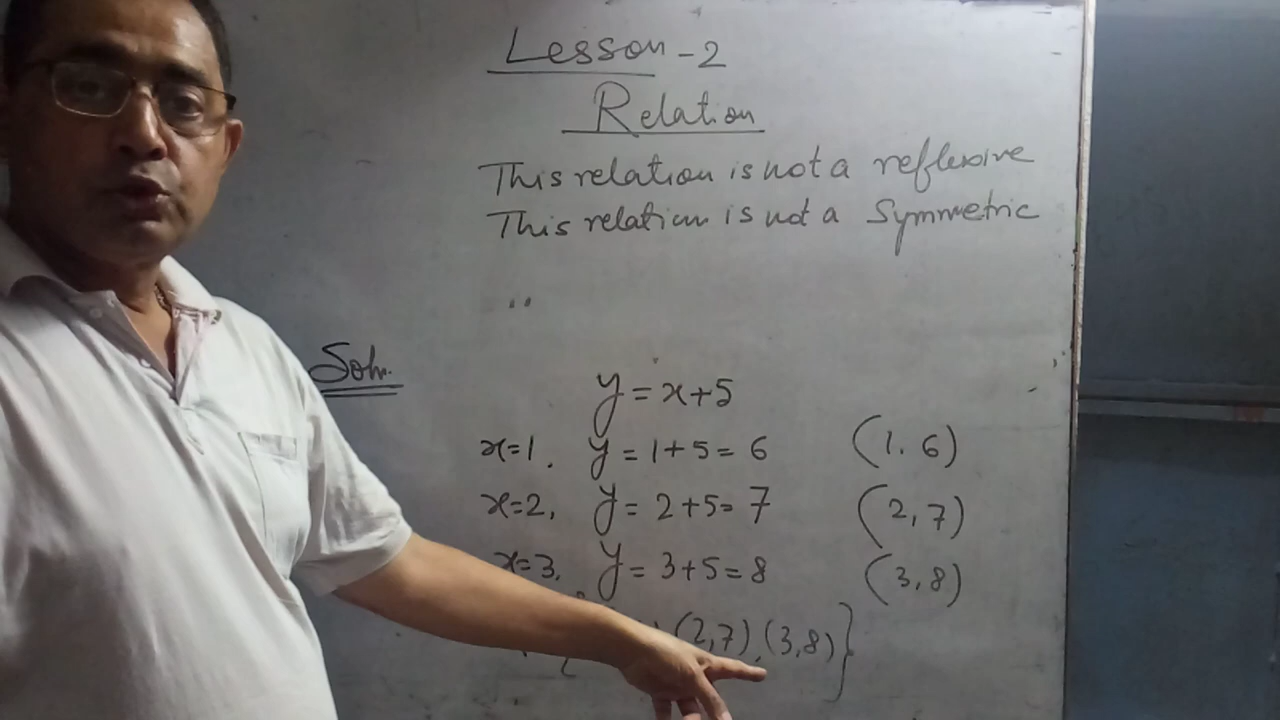 Lesson-2
Relation
This relation is not a reflexive
This relation is not a Symmetric
Soln.
y = x+5
x=1. y = 1+5 = 6 (1. 6)
x=2, y = 2+5= 7 (2,7)
x=3, y = 3+5=8 (3,8)
{ ) (2,7), (3,8)}